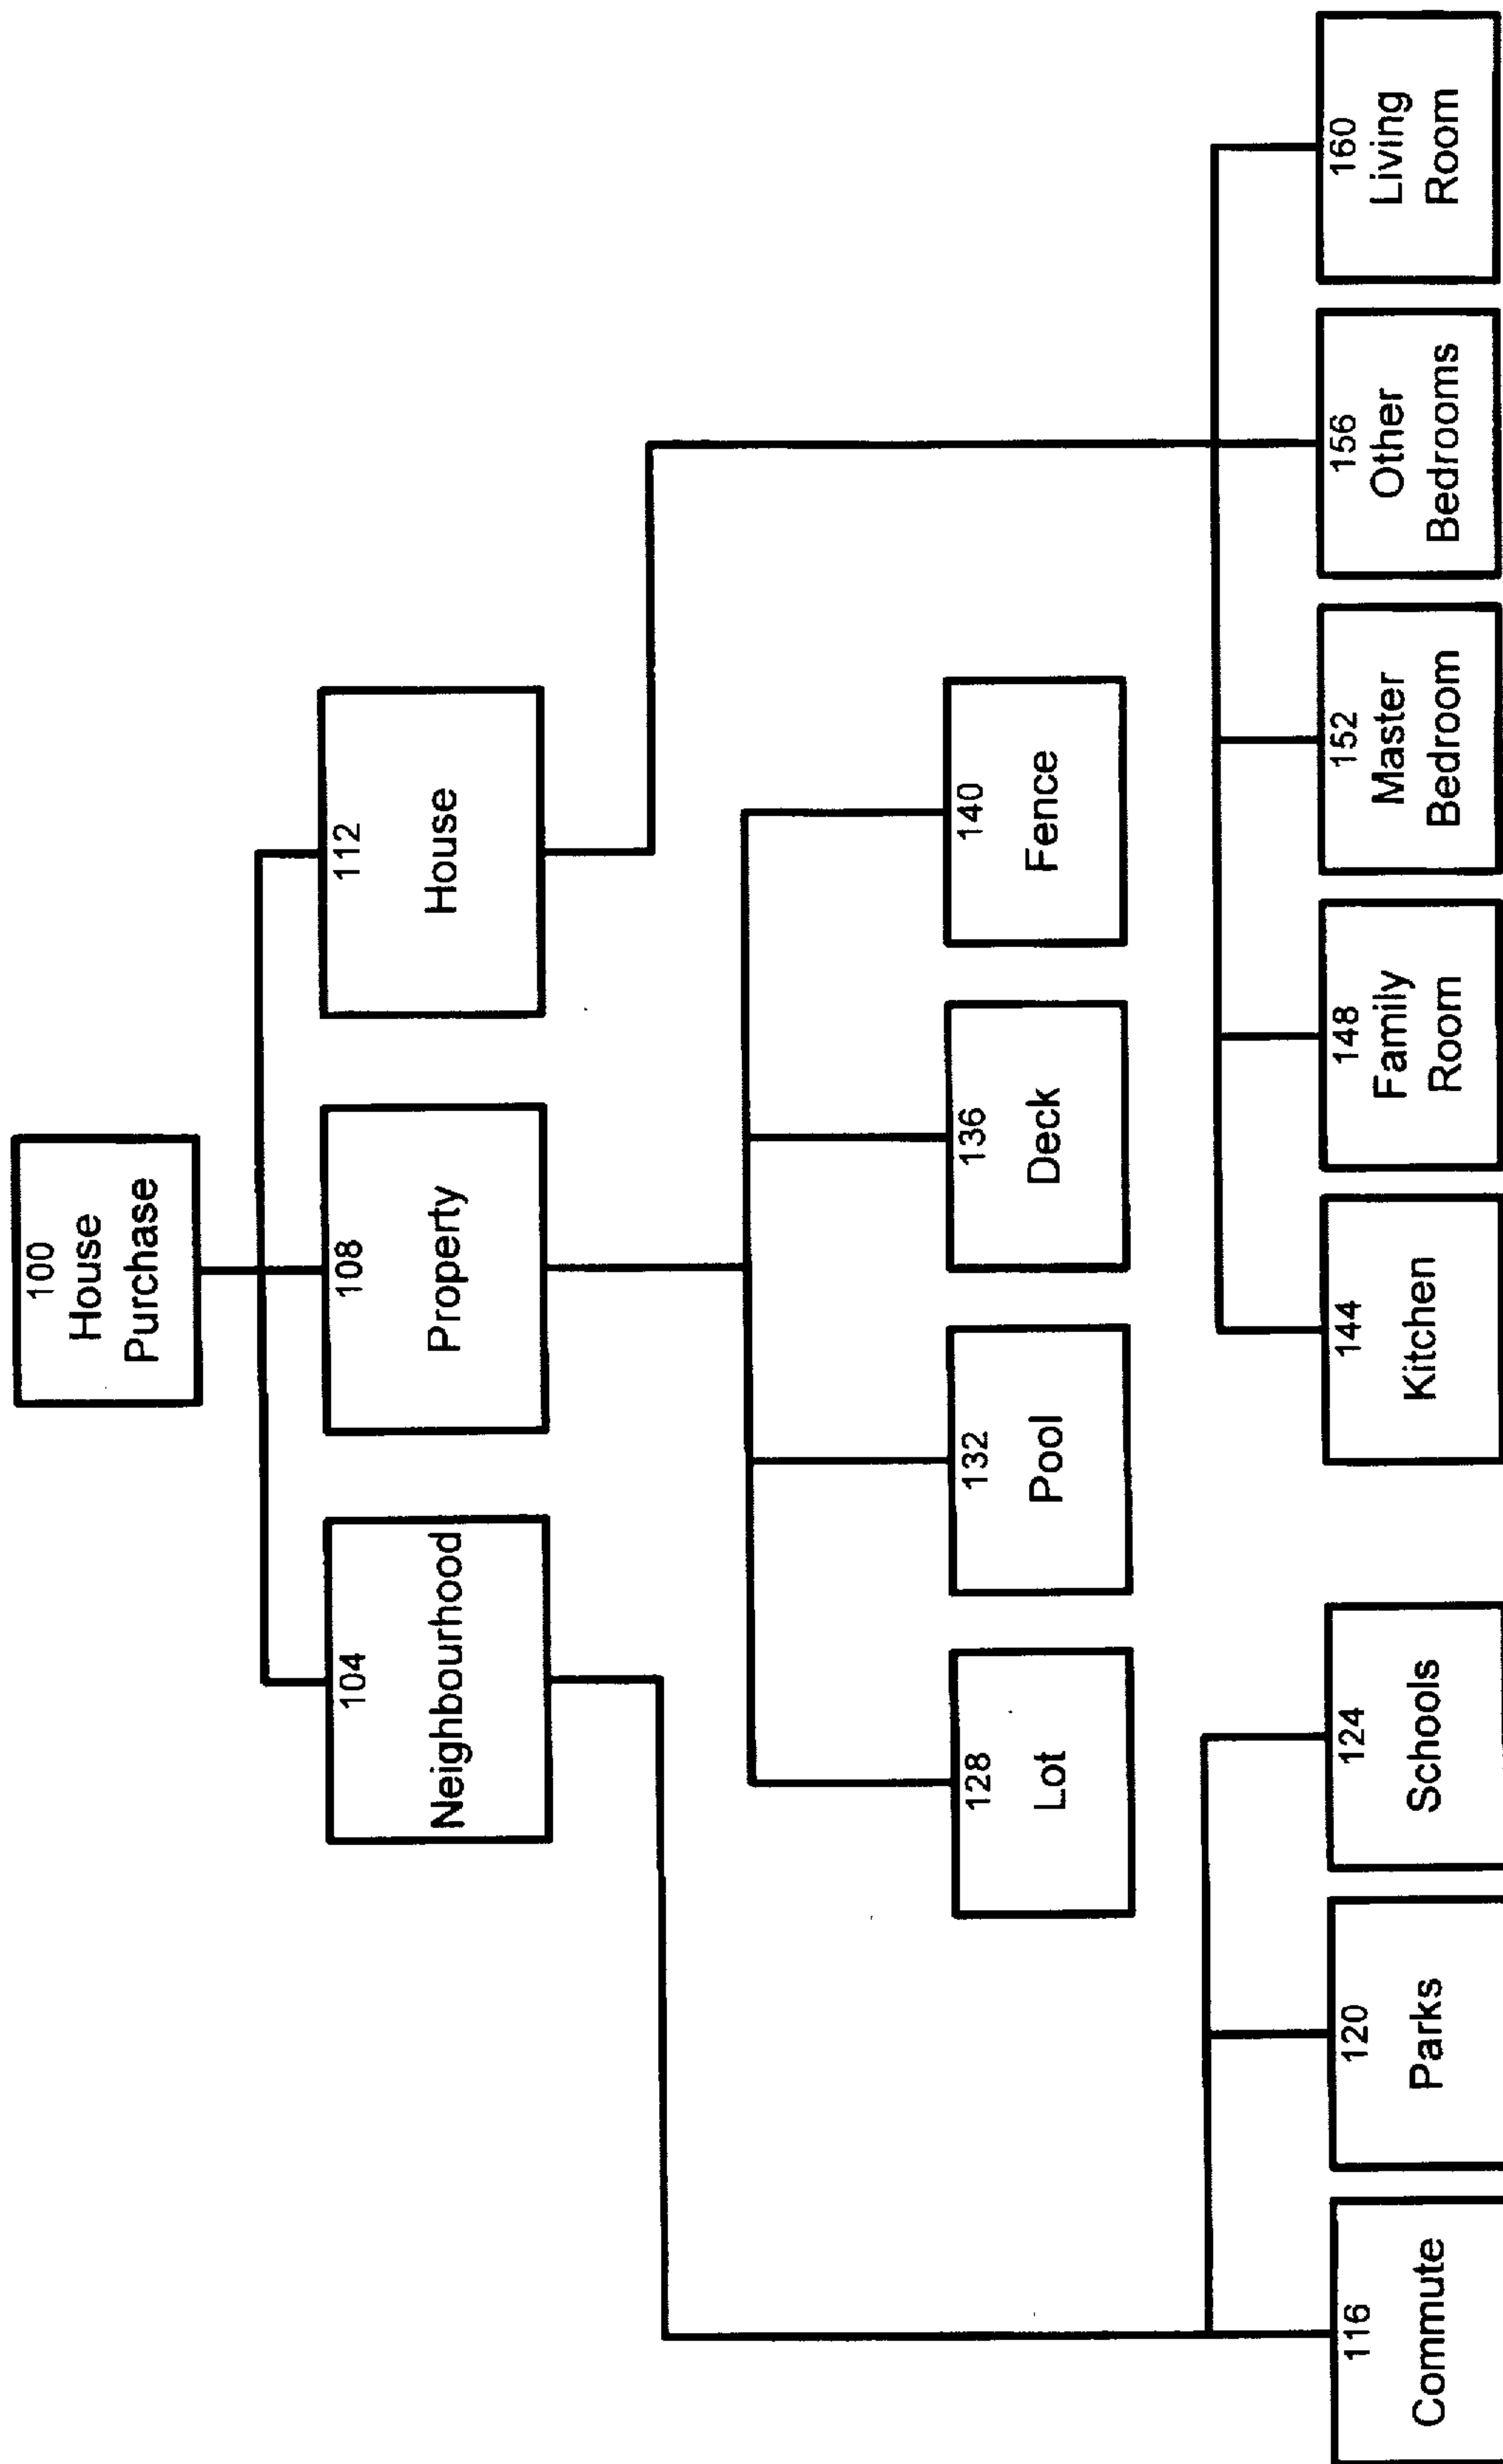 100
House
Purchase
104
Neighbourhood
108
Property
112
House
128
Lot
132
Pool
136
Deck
140
Fence
116
Commute
120
Parks
124
Schools
144
Kitchen
148
Family
Room
152
Master
Bedroom
156
Other
Bedrooms
160
Living
Room